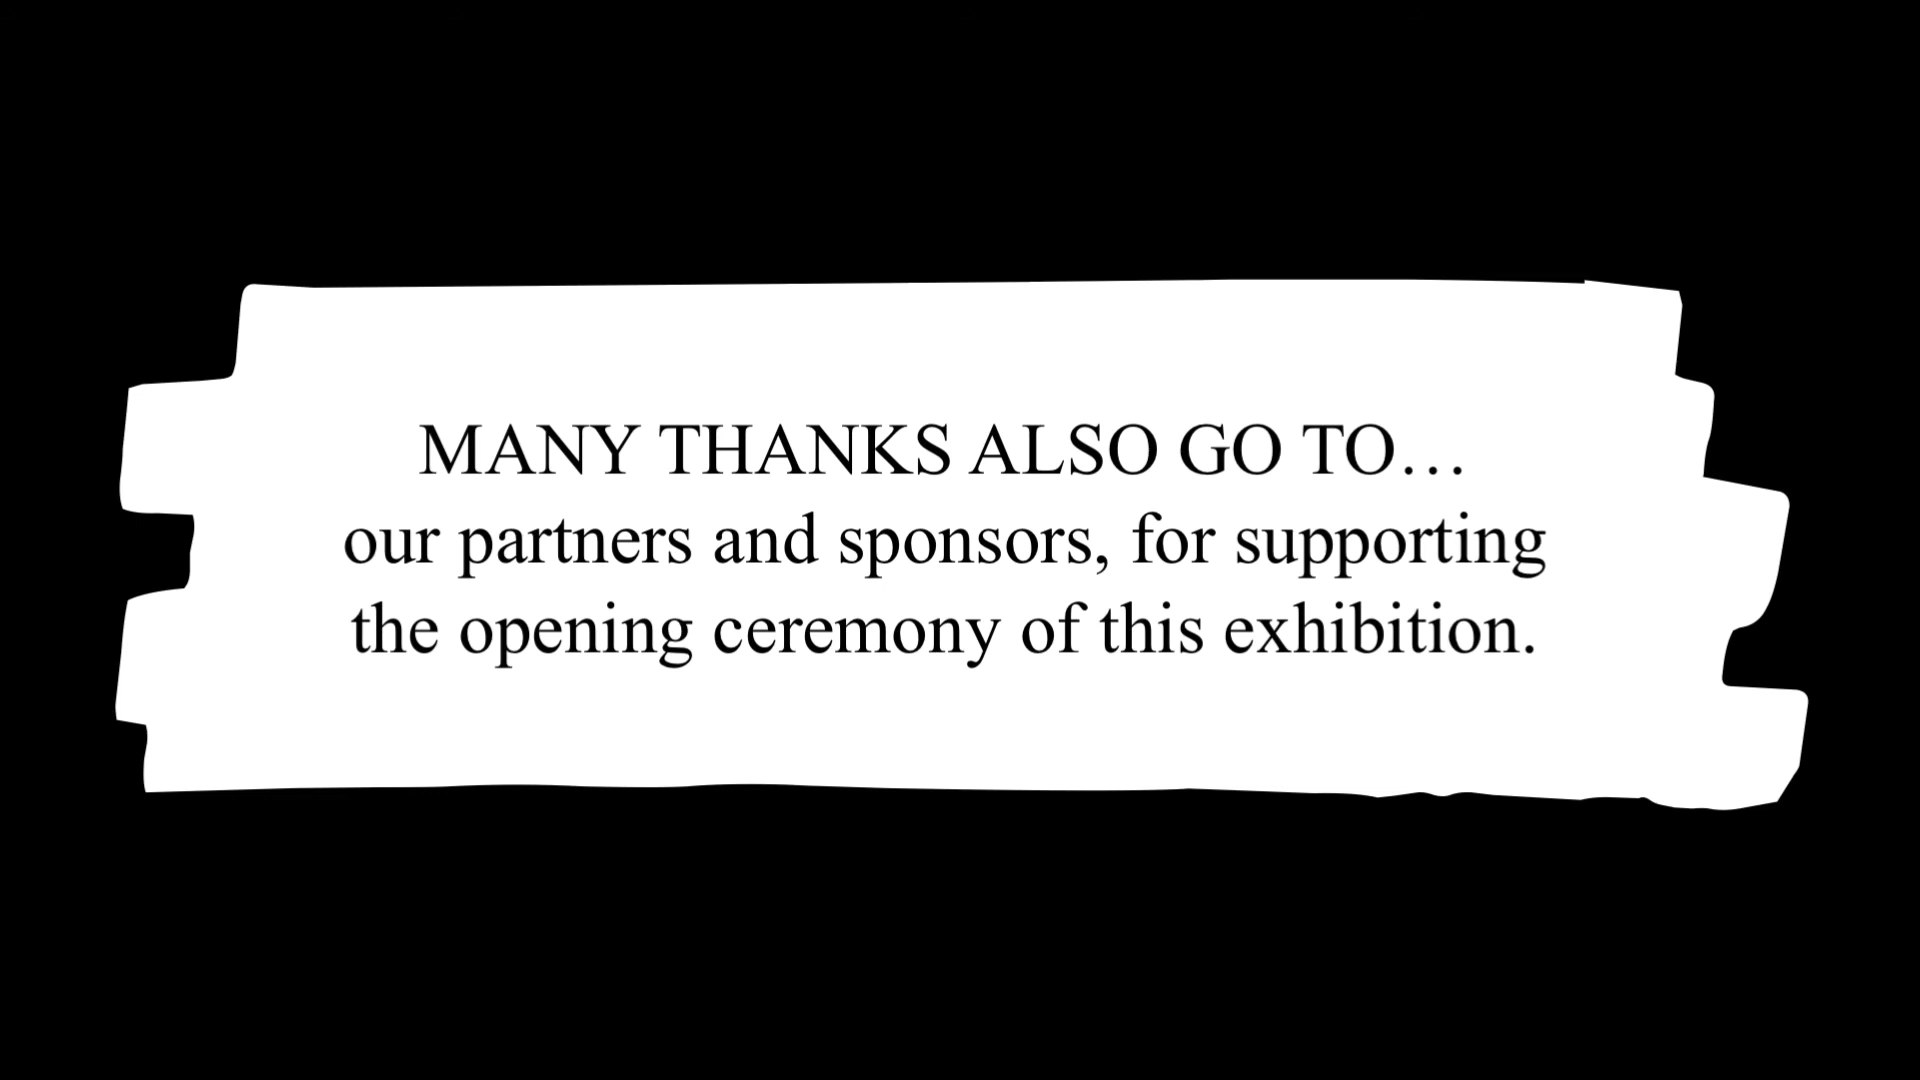 MANY THANKS ALSO GO TO…
our partners and sponsors, for supporting
the opening ceremony of this exhibition.